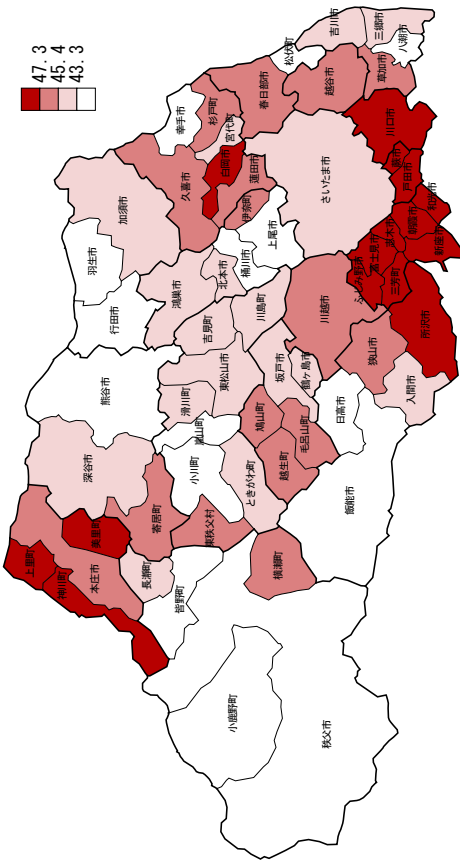 47.3
45.4
43.3
吉川市
三郷市
八潮市
松伏町
越谷市
草加市
春日部市
幸手市
杉戸町
宮代町
川口市
白岡市
蓮田市
さいたま市
蕨市
戸田市
久喜市
伊奈町
和光市
加須市
上尾市
朝霞市
新座市
桶川市
志木市
富士見市
羽生市
北本市
ふじみ野市
三芳町
鴻巣市
川島町
川越市
所沢市
行田市
吉見町
狭山市
東松山市
坂戸市
鶴ヶ島市
入間市
熊谷市
滑川町
日高市
嵐山町
鳩山町
毛呂山町
小川町
越生町
深谷市
ときがわ町
飯能市
寄居町
東秩父村
美里町
横瀬町
上里町
本庄市
長瀞町
神川町
皆野町
小鹿野町
秩父市